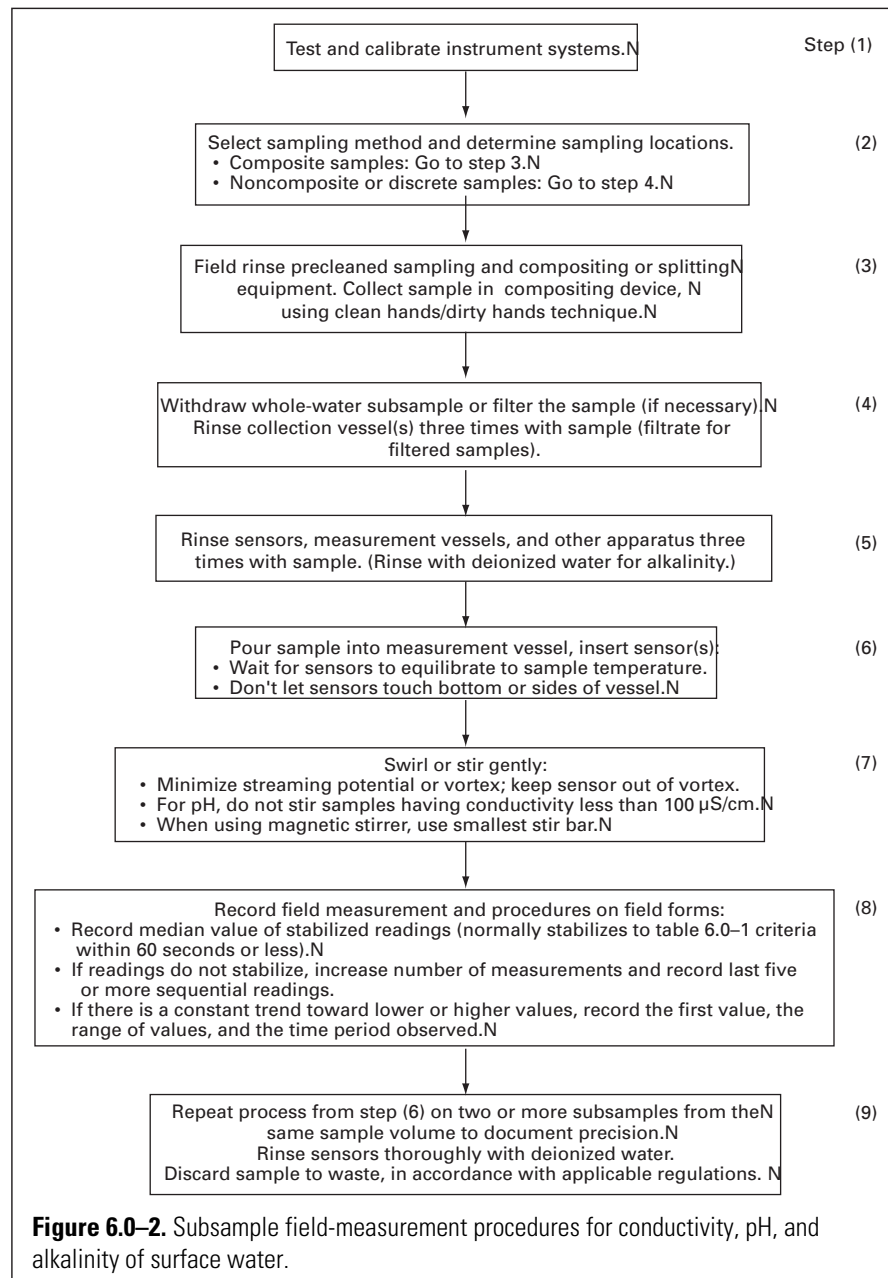 Test and calibrate instrument systems.N
Step (1)
Select sampling method and determine sampling locations.
(2)
• Composite samples: Go to step 3.N
• Noncomposite or discrete samples: Go to step 4.N
Field rinse precleaned sampling and compositing or splittingN
(3)
equipment. Collect sample in compositing device, N
using clean hands/dirty hands technique.N
Withdraw whole-water subsample or filter the sample (if necessary).N
(4)
Rinse collection vessel(s) three times with sample (filtrate for
filtered samples).
Rinse sensors, measurement vessels, and other apparatus three
(5)
times with sample. (Rinse with deionized water for alkalinity.)
Pour sample into measurement vessel, insert sensor(s):
(6)
• Wait for sensors to equilibrate to sample temperature.
• Don't let sensors touch bottom or sides of vessel.N
Swirl or stir gently:
(7)
• Minimize streaming potential or vortex; keep sensor out of vortex.
• For pH, do not stir samples having conductivity less than 100 µS/cm.N
• When using magnetic stirrer, use smallest stir bar.N
Record field measurement and procedures on field forms:
(8)
• Record median value of stabilized readings (normally stabilizes to table 6.0–1 criteria
within 60 seconds or less).N
• If readings do not stabilize, increase number of measurements and record last five
or more sequential readings.
• If there is a constant trend toward lower or higher values, record the first value, the
range of values, and the time period observed.N
Repeat process from step (6) on two or more subsamples from theN
(9)
same sample volume to document precision.N
Rinse sensors thoroughly with deionized water.
Discard sample to waste, in accordance with applicable regulations. N
Figure 6.0–2. Subsample field-measurement procedures for conductivity, pH, and
alkalinity of surface water.